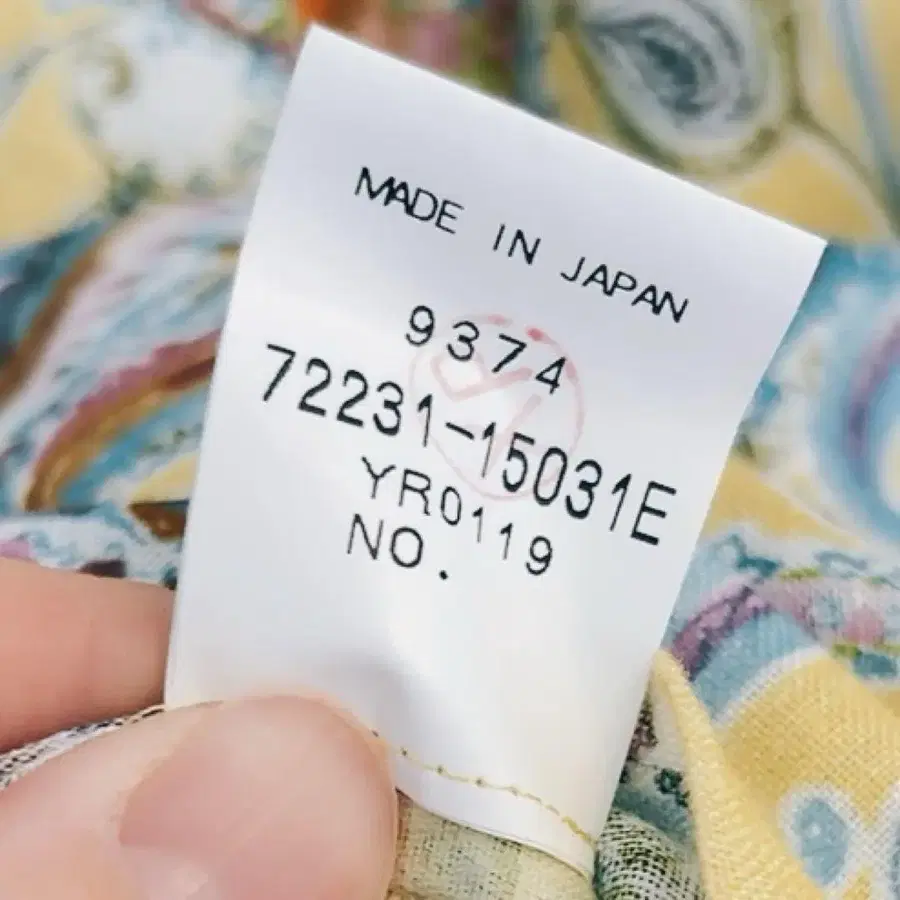 MADE IN JAPAN
9374
72231-15031E
YR0119
NO.